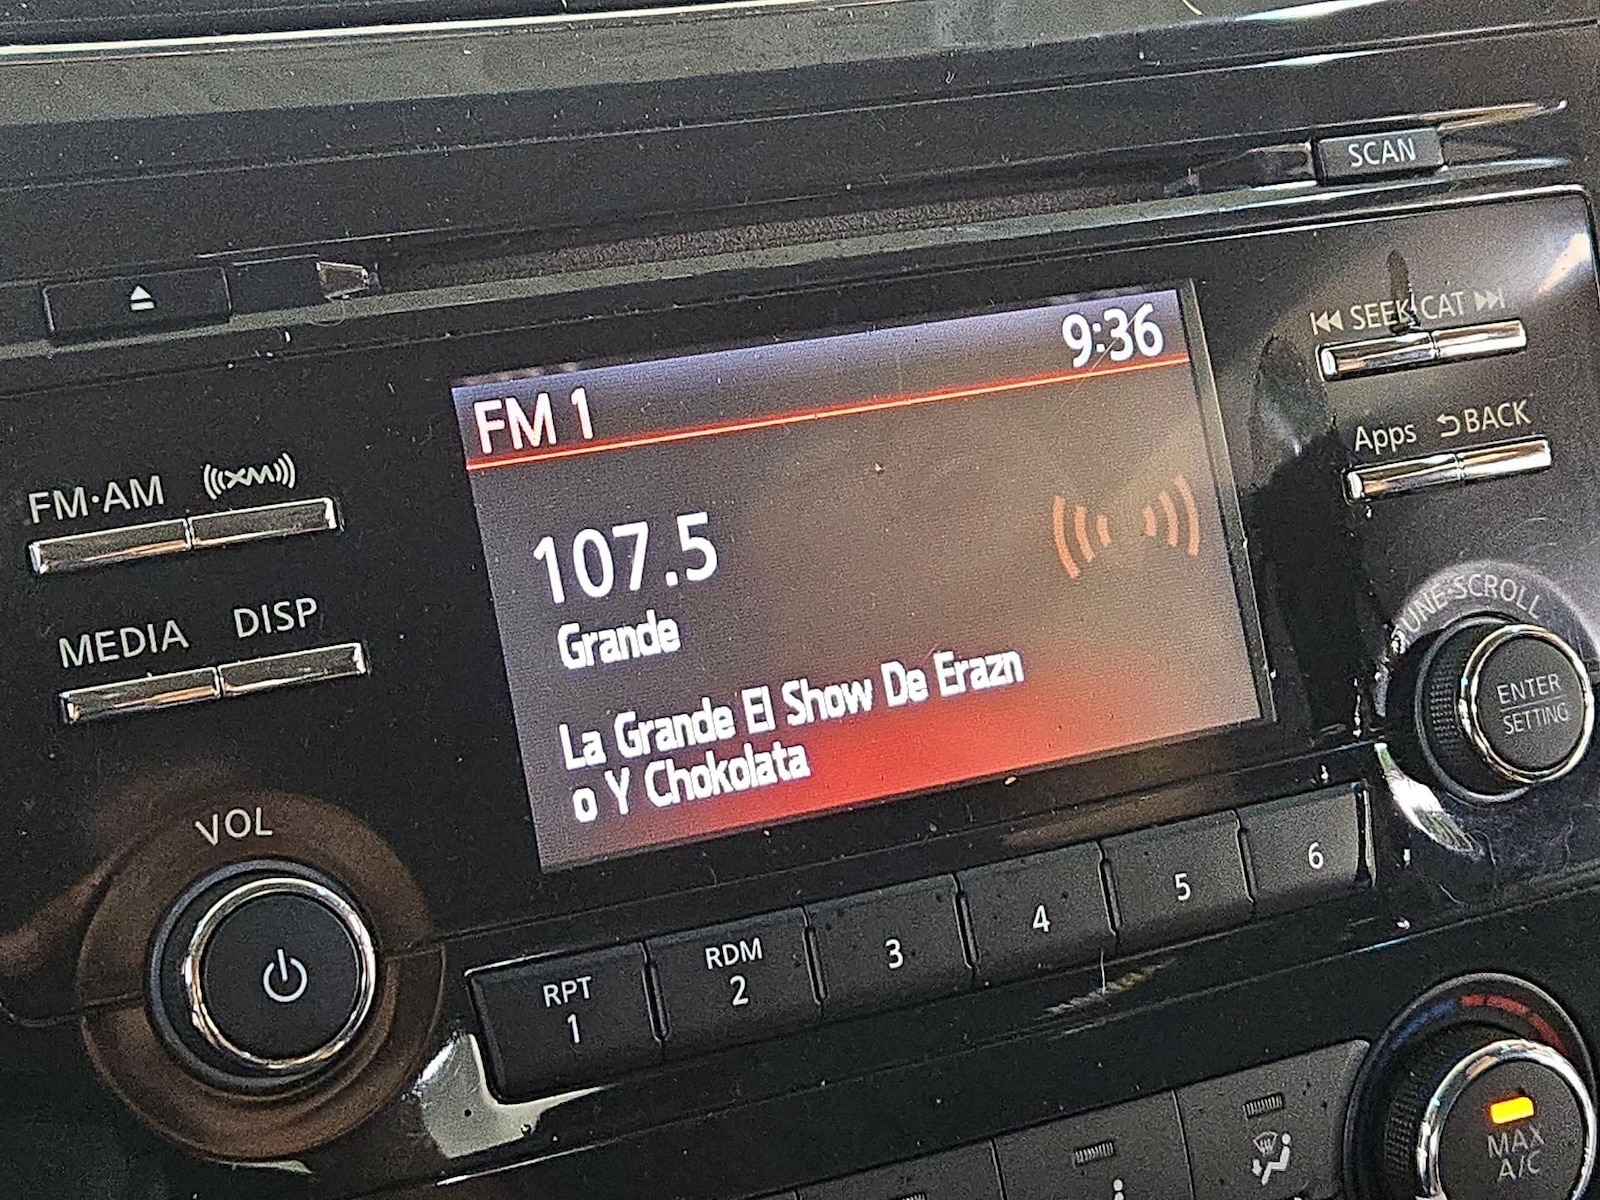 SCAN
SEEK·CAT
9:36
FM 1
Apps
BACK
FM·AM
XM
107.5
Grande
TUNE·SCROLL
MEDIA
DISP
La Grande El Show De Erazn
o Y Chokolata
ENTER
SETTING
VOL
RPT
1
RDM
2
3
4
5
6
MAX
A/C